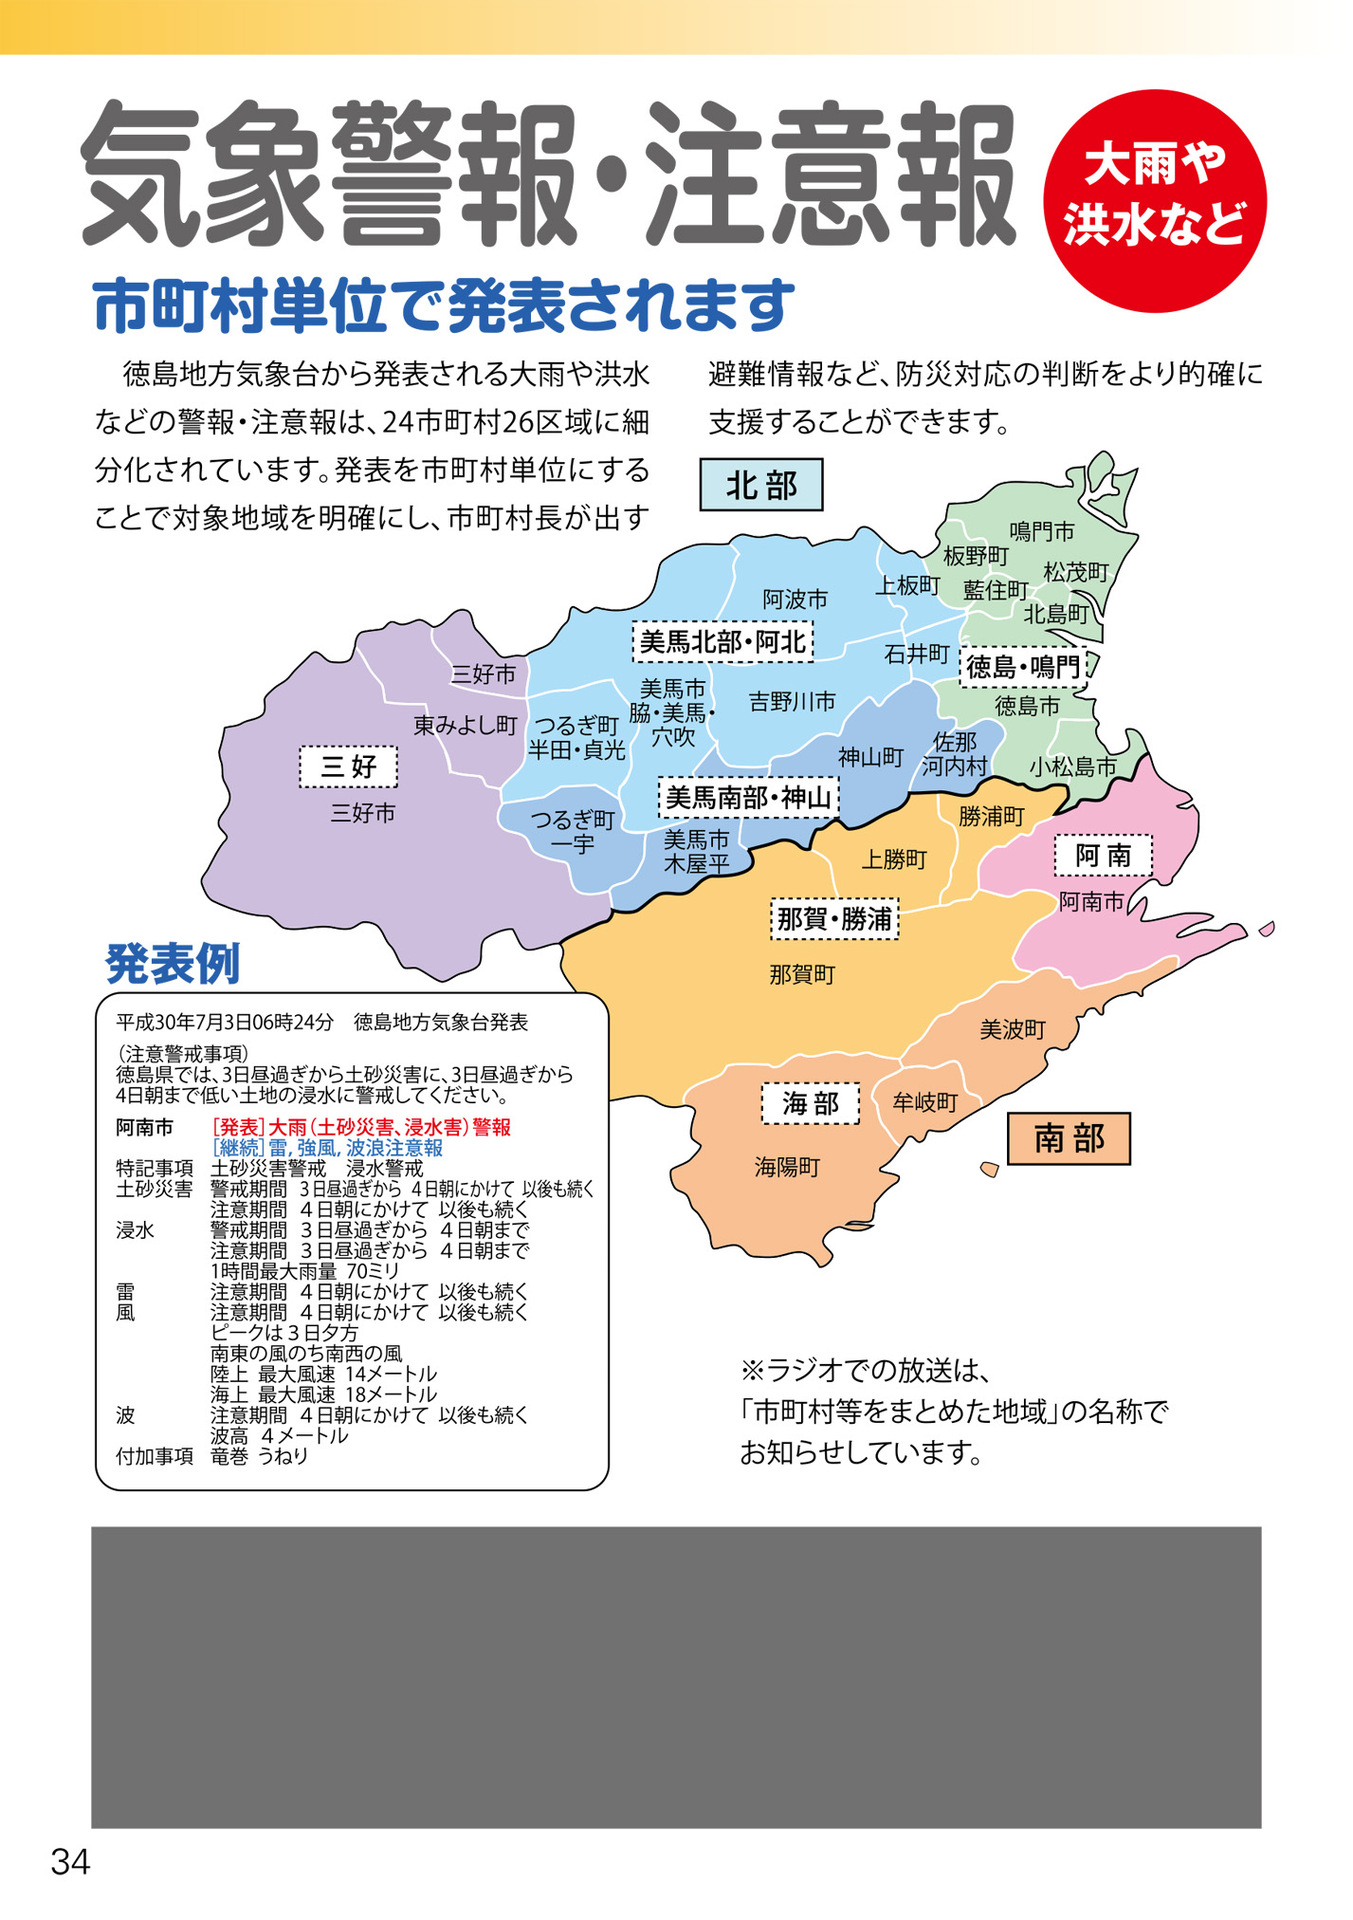 気象警報・注意報
大雨や
洪水など
市町村単位で発表されます
徳島地方気象台から発表される大雨や洪水
などの警報・注意報は、24市町村26区域に細
分化されています。発表を市町村単位にする
ことで対象地域を明確にし、市町村長が出す
避難情報など、防災対応の判断をより的確に
支援することができます。
北部
鳴門市
板野町
松茂町
上板町
藍住町
阿波市
北島町
美馬北部・阿北
石井町
徳島・鳴門
三好市
美馬市
脇・美馬・
穴吹
吉野川市
徳島市
東みよし町
つるぎ町
半田・貞光
佐那
河内村
神山町
小松島市
三好
美馬南部・神山
三好市
つるぎ町
一宇
美馬市
木屋平
勝浦町
上勝町
阿南
阿南市
那賀・勝浦
那賀町
美波町
海部
牟岐町
南部
海陽町
発表例
平成30年7月3日06時24分　徳島地方気象台発表
（注意警戒事項）
徳島県では、3日昼過ぎから土砂災害に、3日昼過ぎから
4日朝まで低い土地の浸水に警戒してください。
阿南市　［発表］大雨（土砂災害、浸水害）警報
［継続］雷, 強風, 波浪注意報
特記事項　土砂災害警戒　浸水警戒
土砂災害　警戒期間　３日昼過ぎから　４日朝にかけて　以後も続く
注意期間　４日朝にかけて　以後も続く
浸水　警戒期間　３日昼過ぎから　４日朝まで
注意期間　３日昼過ぎから　４日朝まで
1時間最大雨量　70ミリ
雷　注意期間　４日朝にかけて　以後も続く
風　注意期間　４日朝にかけて　以後も続く
ピークは３日夕方
南東の風のち南西の風
陸上　最大風速　14メートル
海上　最大風速　18メートル
波　注意期間　４日朝にかけて　以後も続く
波高　４メートル
付加事項　竜巻　うねり
※ラジオでの放送は、
「市町村等をまとめた地域」の名称で
お知らせしています。
34